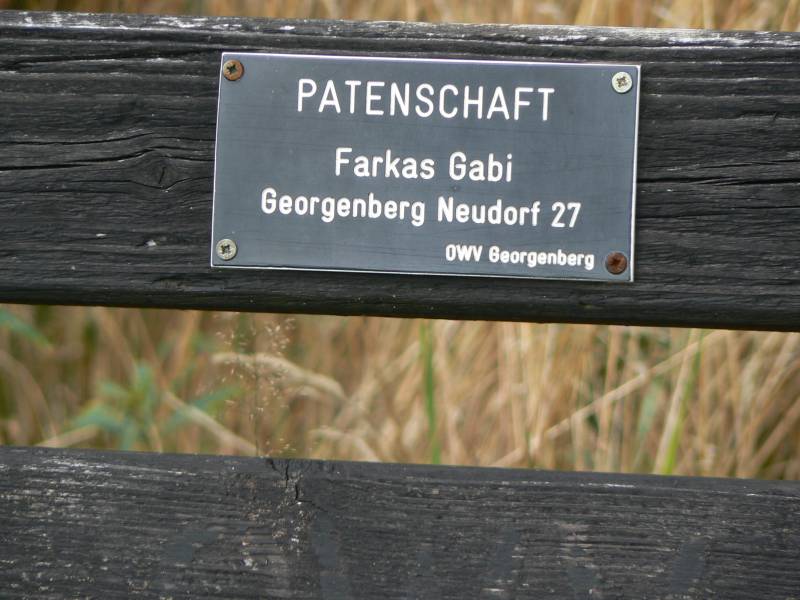 PATENSCHAFT
Farkas Gabi
Georgenberg Neudorf 27
OWV Georgenberg